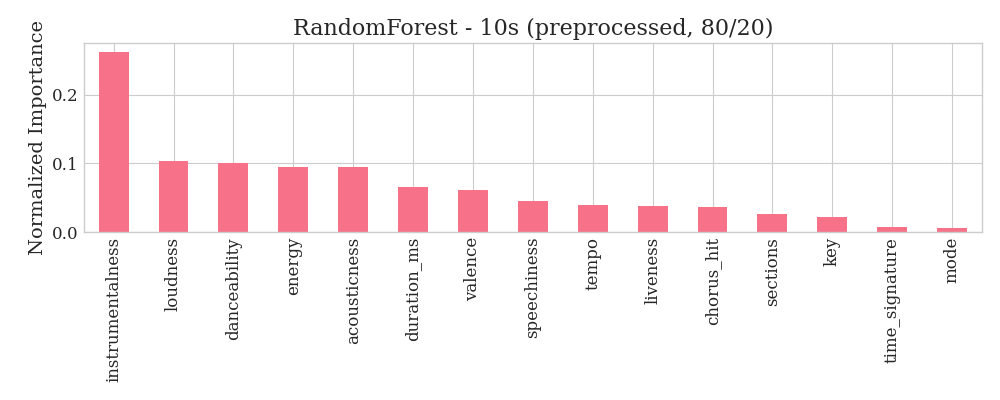 RandomForest - 10s (preprocessed, 80/20)
Normalized Importance
0.2
0.1
0.0
instrumentalness
loudness
danceability
energy
acousticness
duration_ms
valence
speechiness
tempo
liveness
chorus_hit
sections
key
time_signature
mode